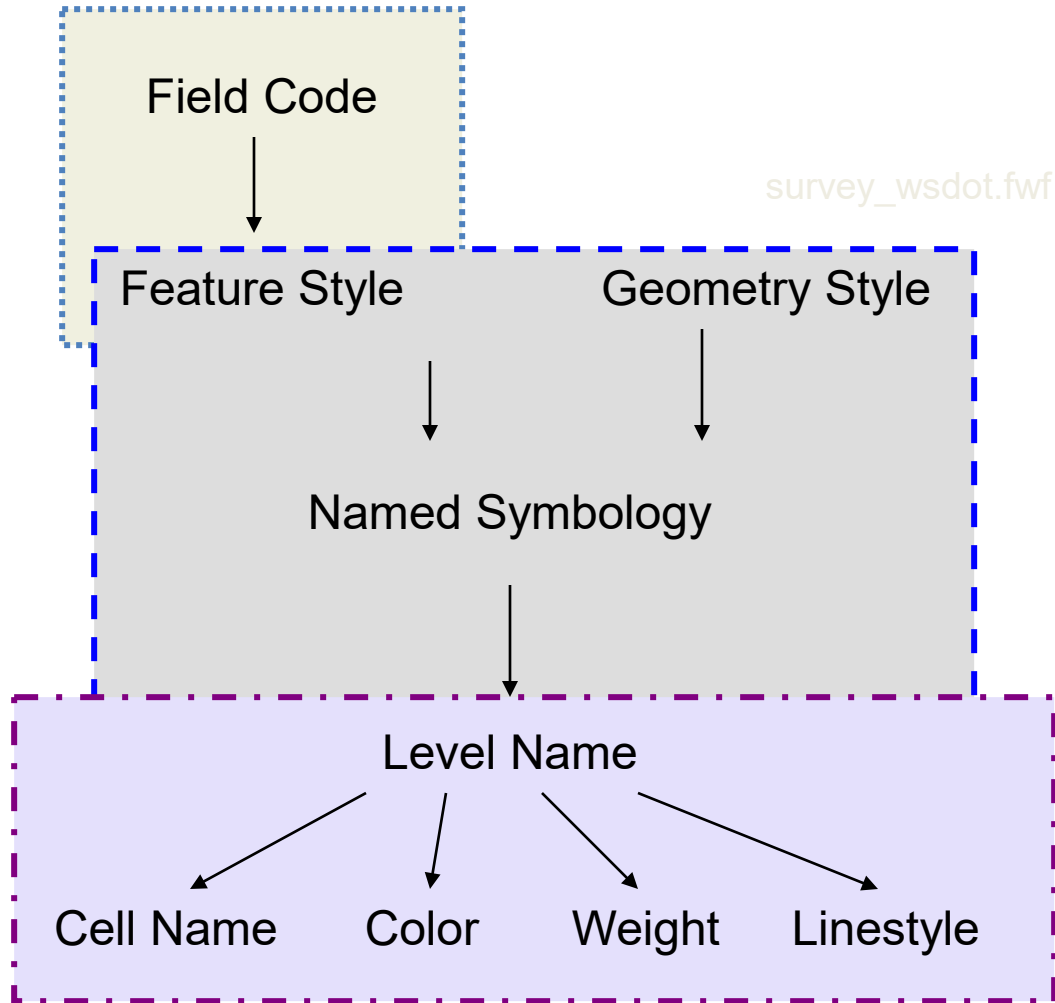 Field Code
survey_wsdot.fwf
Feature Style
Geometry Style
Named Symbology
Level Name
Cell Name
Color
Weight
Linestyle